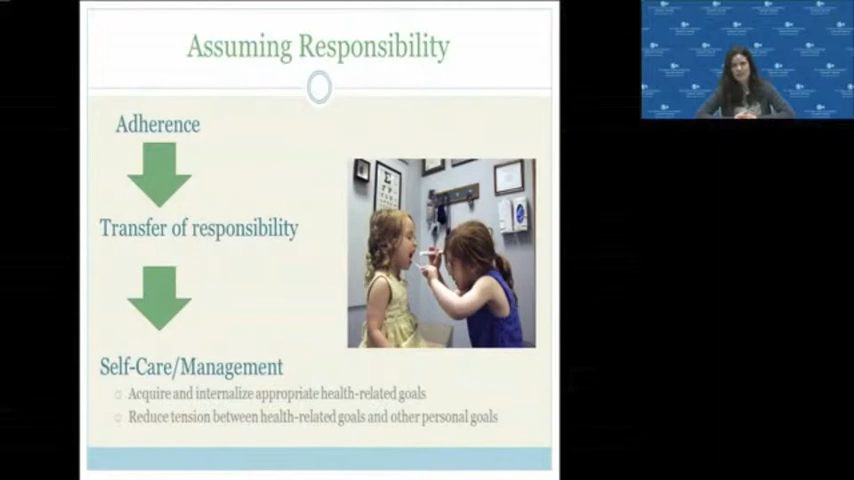 Assuming Responsibility
Adherence
Transfer of responsibility
Self-Care/Management
Acquire and internalize appropriate health-related goals
Reduce tension between health-related goals and other personal goals